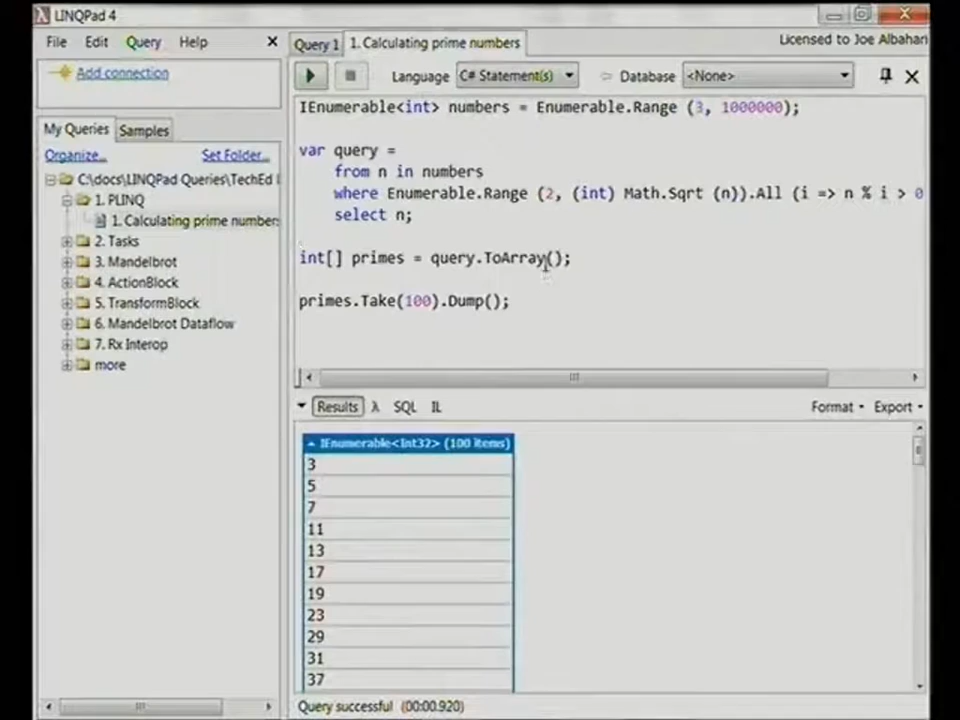 LINQPad 4
File Edit Query Help
Query 1
1. Calculating prime numbers
Licensed to Joe Albahari
Add connection
Language C# Statement(s) Database <None>
My Queries Samples
Organize... Set Folder...
C:\docs\LINQPad Queries\TechEd
1. PLINQ
1. Calculating prime number
2. Tasks
3. Mandelbrot
4. ActionBlock
5. TransformBlock
6. Mandelbrot Dataflow
7. Rx Interop
more
IEnumerable<int> numbers = Enumerable.Range (3, 1000000);
var query =
from n in numbers
where Enumerable.Range (2, (int) Math.Sqrt (n)).All (i => n % i > 0
select n;
int[] primes = query.ToArray();
primes.Take(100).Dump();
Results λ SQL IL
Format Export
IEnumerable<Int32> (100 items)
3
5
7
11
13
17
19
23
29
31
37
Query successful (00:00.920)